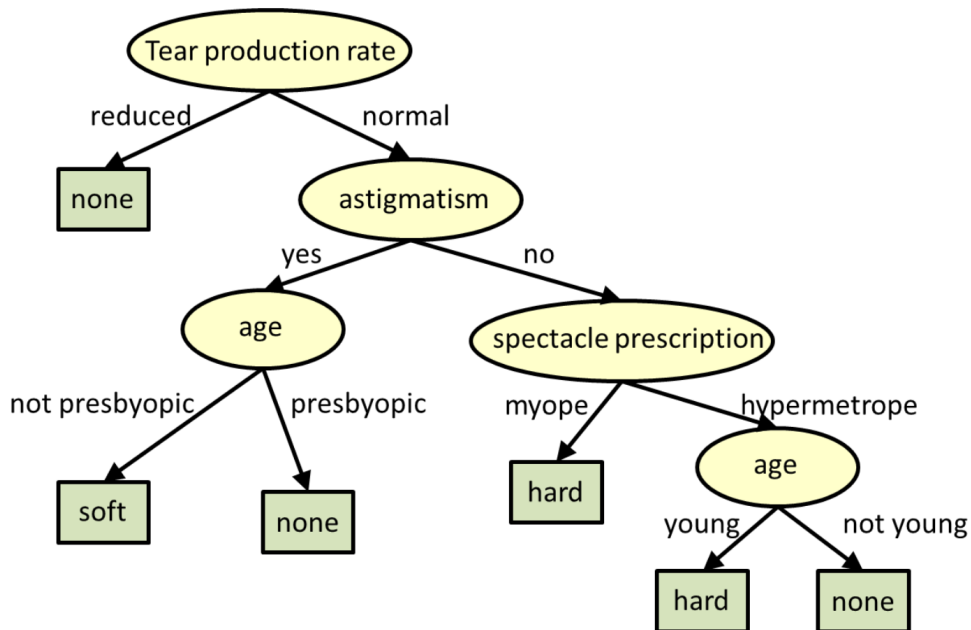 Tear production rate
reduced
normal
none
astigmatism
yes
no
age
spectacle prescription
not presbyopic
presbyopic
myope
hypermetrope
soft
none
hard
age
young
not young
hard
none